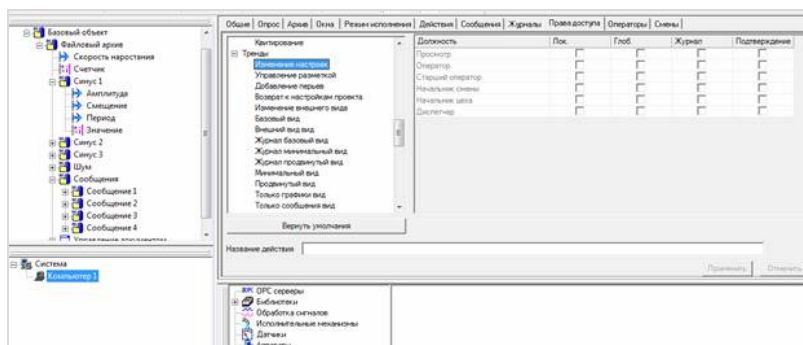 Базовый объект
Файловый архив
Скорость наростания
Счетчик
Синус 1
Амплитуда
Смещение
Период
Значение
Синус 2
Синус 3
Шум
Сообщения
Сообщение 1
Сообщение 2
Сообщение 3
Сообщение 4
Управление документом
Система
Компьютер 1
Общие Опрос Архив Окна Режим исполнения Действия Сообщения Журналы Права доступа Операторы Смены
Квитирование
Тренды
Изменение настроек
Управление разметкой
Добавление перьев
Возврат к настройкам проекта
Изменение внешнего вида
Базовый вид
Внешний вид вид
Журнал базовый вид
Журнал минимальный вид
Журнал продвинутый вид
Минимальный вид
Продвинутый вид
Только графики вид
Только сообщения вид
Вернуть умолчания
Должность Лок. Глоб. Журнал Подтверждение
Просмотр
Оператор
Старший оператор
Начальник смены
Начальник цеха
Диспетчер
Название действия
Применить Отменить
OPC серверы
Библиотеки
Обработка сигналов
Исполнительные механизмы
Датчики